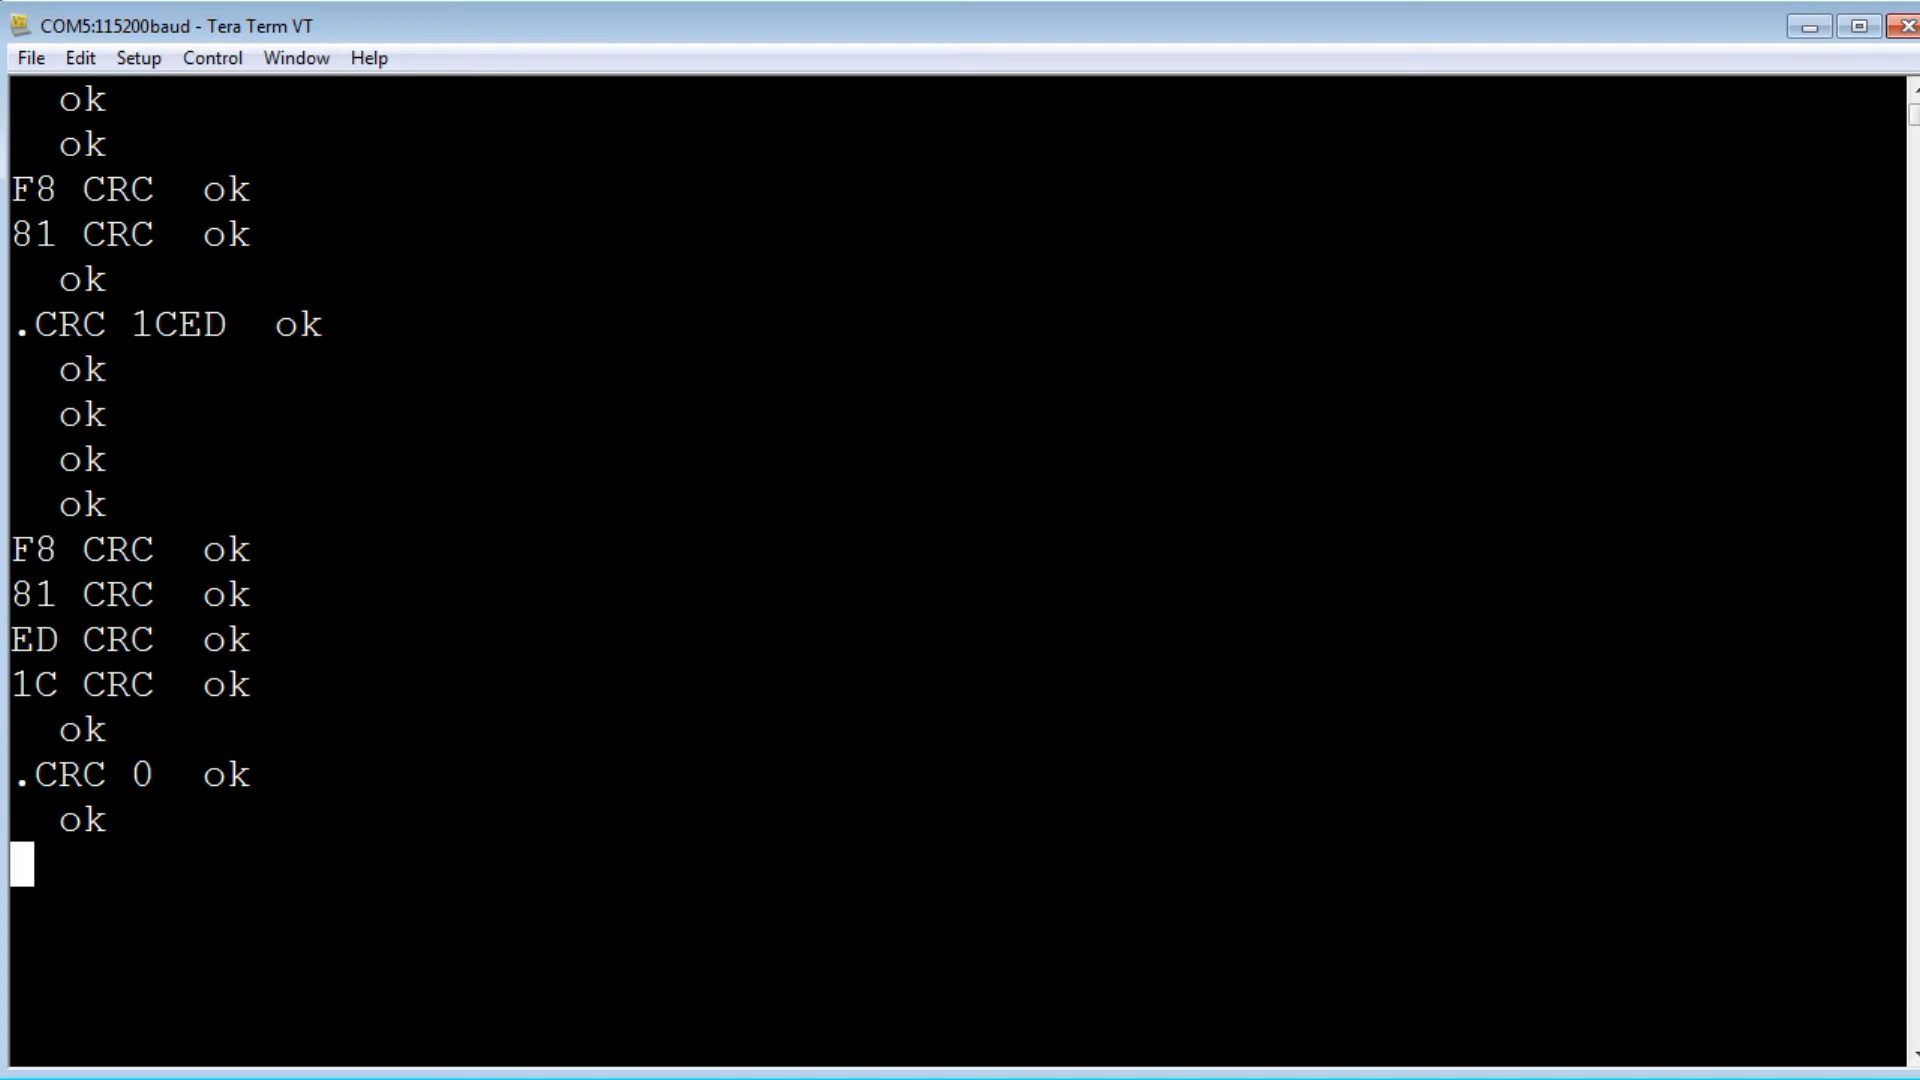 COM5:115200baud - Tera Term VT
File Edit Setup Control Window Help
ok
ok
F8 CRC ok
81 CRC ok
ok
.CRC 1CED ok
ok
ok
ok
ok
F8 CRC ok
81 CRC ok
ED CRC ok
1C CRC ok
ok
.CRC 0 ok
ok